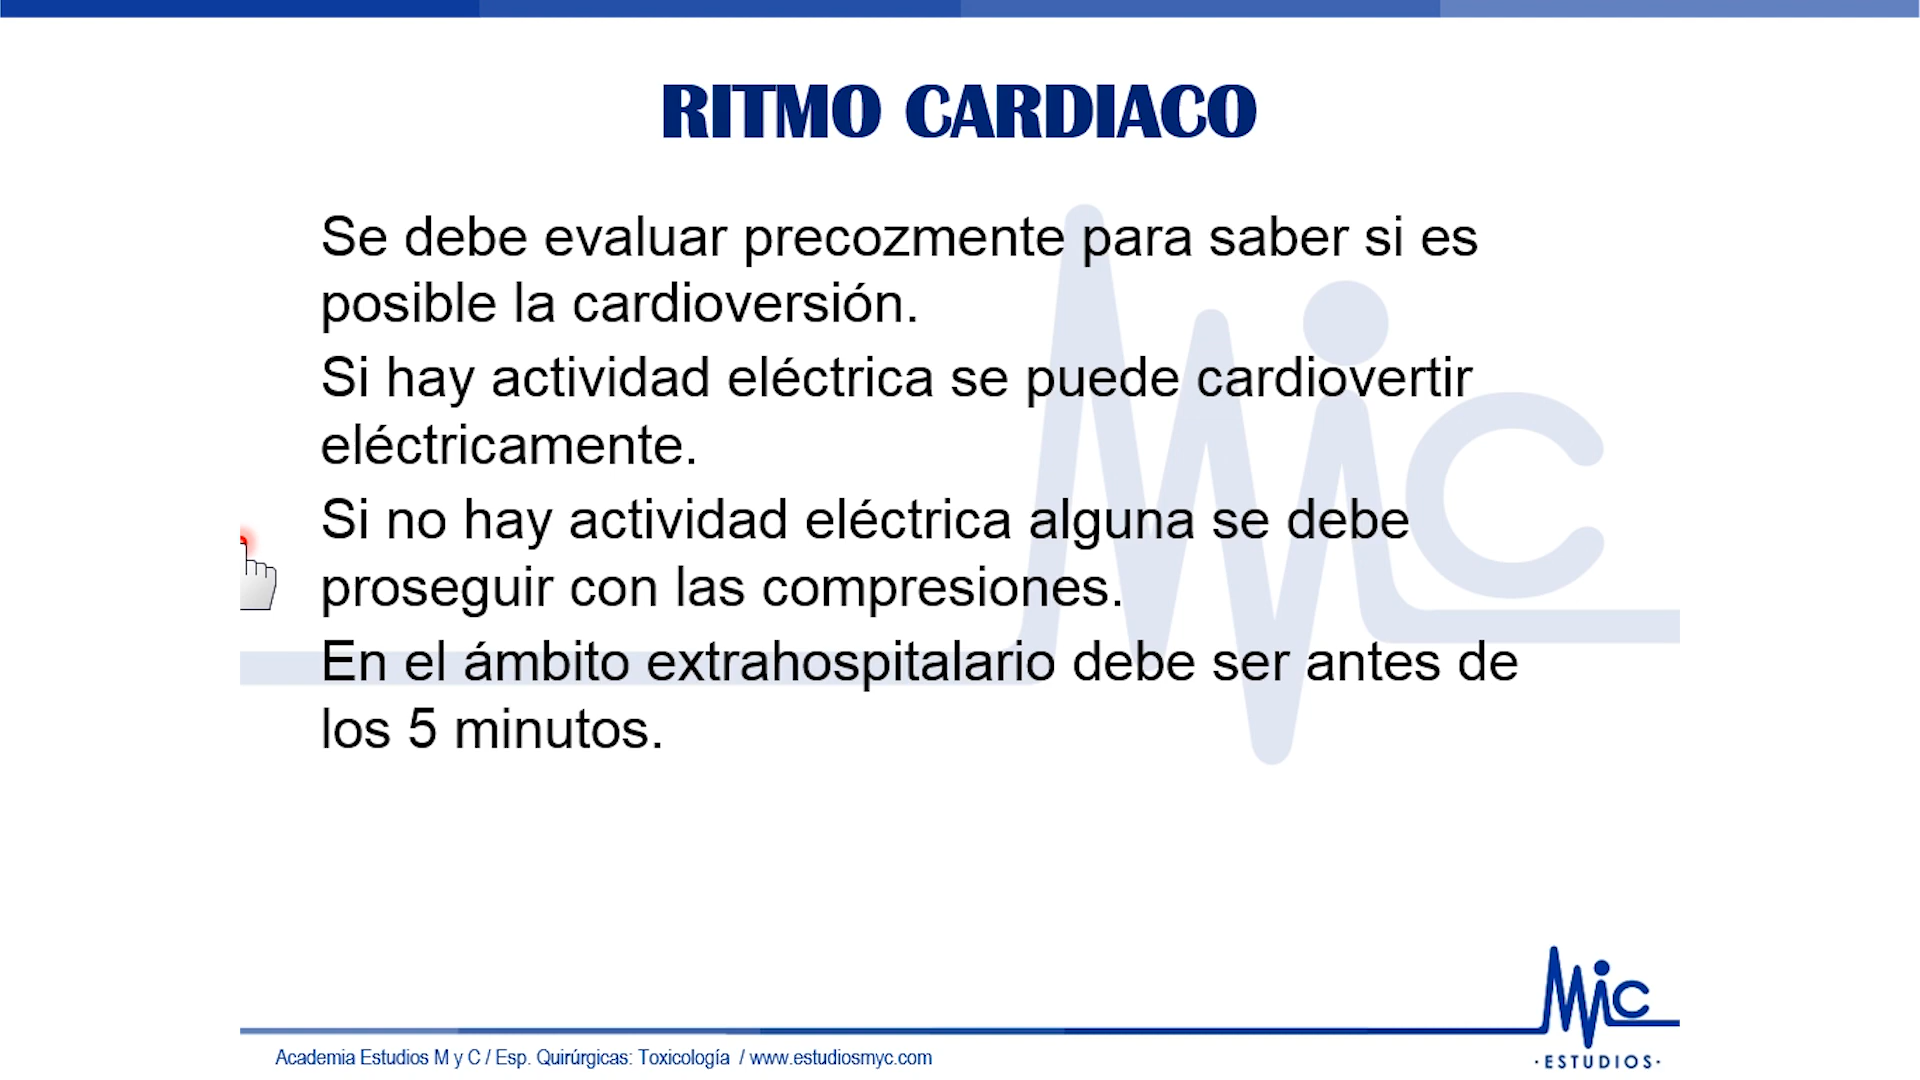 RITMO CARDIACO
Se debe evaluar precozmente para saber si es
posible la cardioversión.
Si hay actividad eléctrica se puede cardiovertir
eléctricamente.
Si no hay actividad eléctrica alguna se debe
proseguir con las compresiones.
En el ámbito extrahospitalario debe ser antes de
los 5 minutos.
MiC
MiC
·ESTUDIOS·
Academia Estudios M y C / Esp. Quirúrgicas: Toxicología / www.estudiosmyc.com